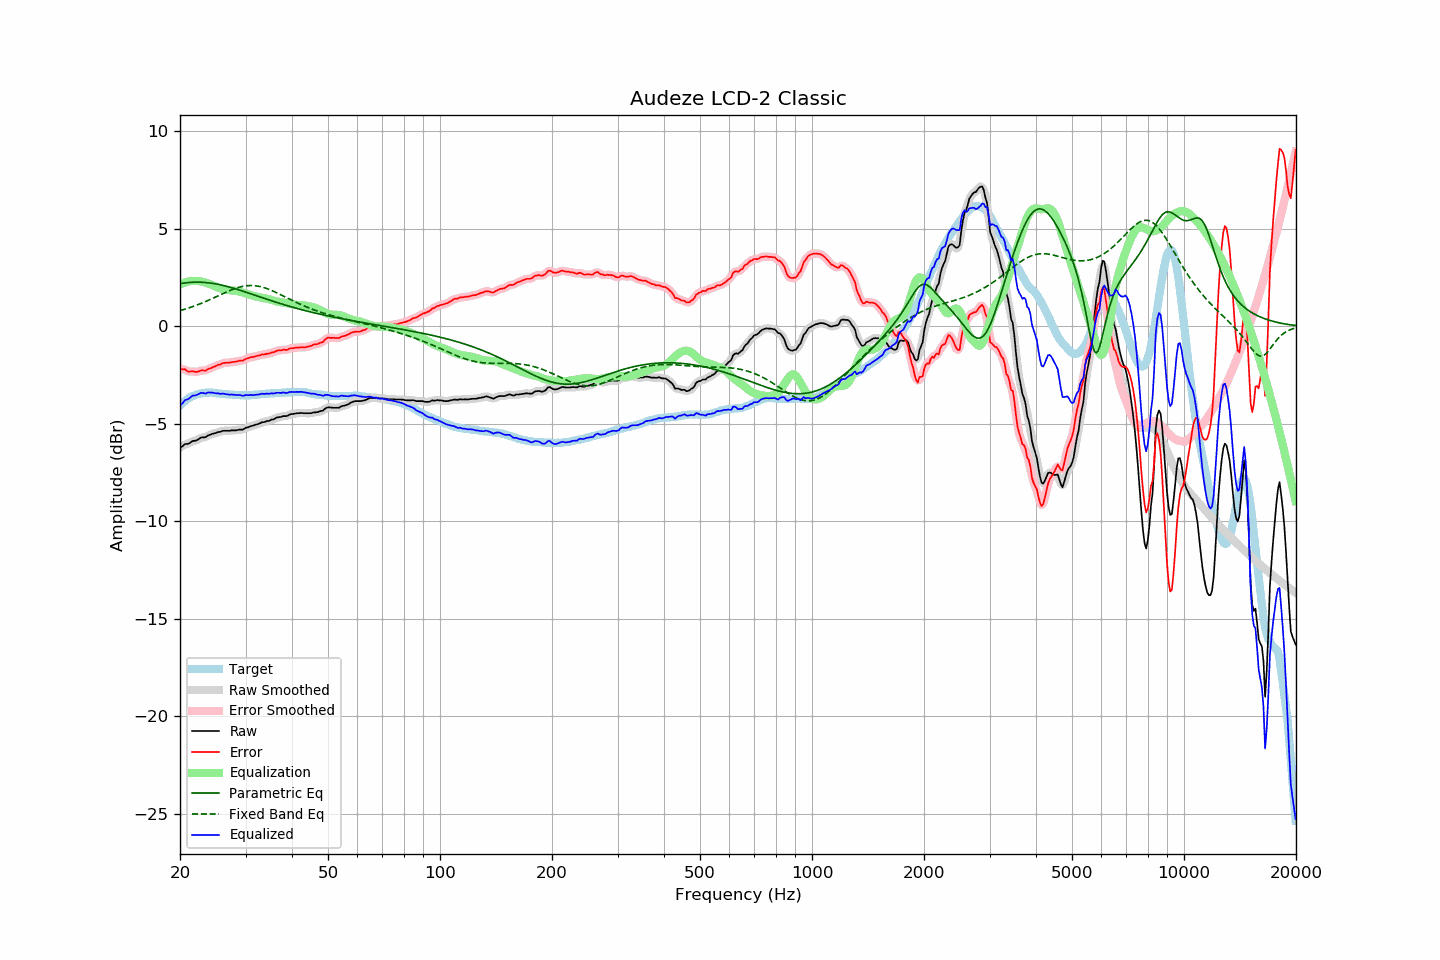 Audeze LCD-2 Classic
Amplitude (dBr)
10
5
0
−5
−10
−15
−20
−25
Target
Raw Smoothed
Error Smoothed
Raw
Error
Equalization
Parametric Eq
Fixed Band Eq
Equalized
20 50 100 200 500 1000 2000 5000 10000 20000
Frequency (Hz)